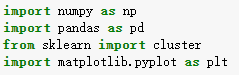 import numpy as np
import pandas as pd
from sklearn import cluster
import matplotlib.pyplot as plt